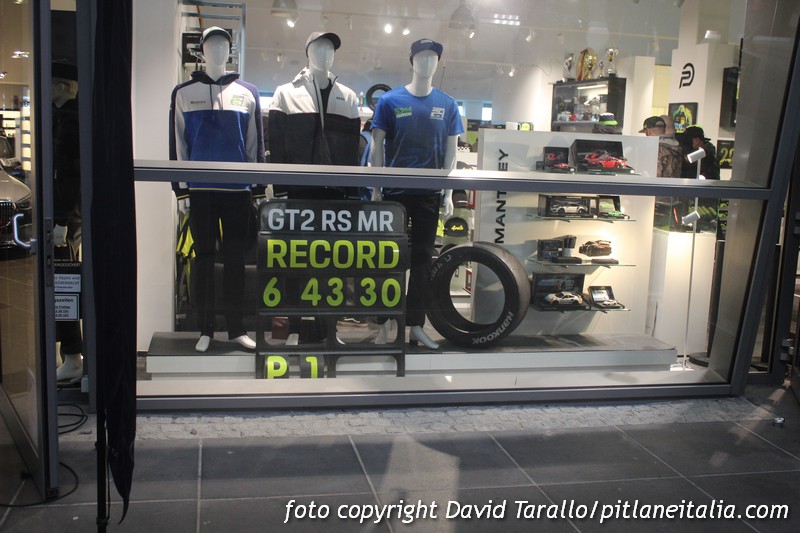 MANTHEY
GT2 RS MR
RECORD
6 43 30
P 1
HANKOOK
foto copyright David Tarallo/pitlaneitalia.com